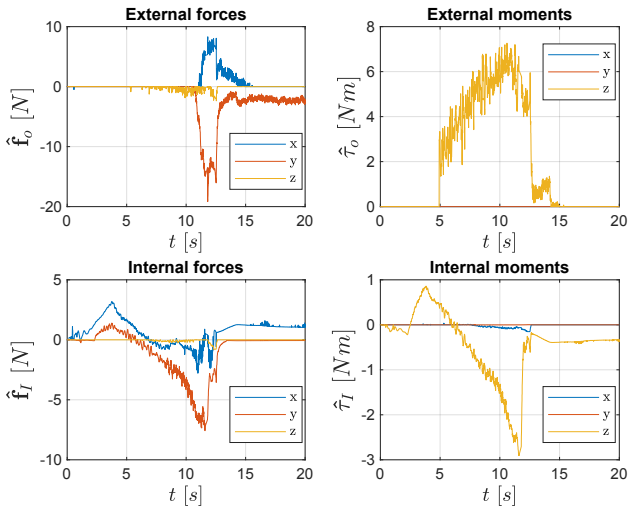 External forces
10
0
-10
-20
0 5 10 15 20
f̂ₒ [N]
t [s]
x
y
z
External moments
8
6
4
2
0
0 5 10 15 20
τ̂ₒ [Nm]
t [s]
x
y
z
Internal forces
5
0
-5
-10
0 5 10 15 20
f̂_I [N]
t [s]
x
y
z
Internal moments
1
0
-1
-2
-3
0 5 10 15 20
τ̂_I [Nm]
t [s]
x
y
z